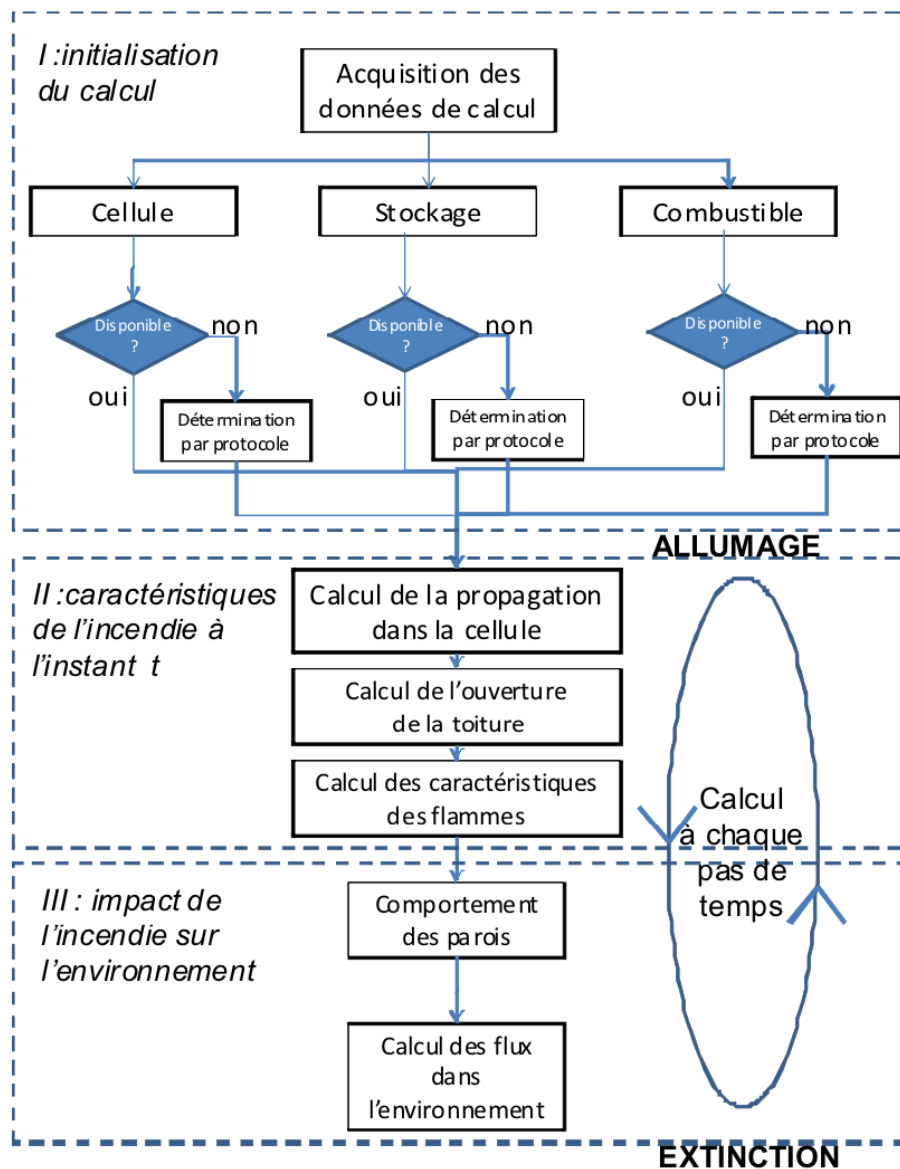 I :initialisation
du calcul
Acquisition des
données de calcul
Cellule
Stockage
Combustible
Disponible
?
non
oui
Disponible
?
non
oui
Disponible
?
non
oui
Détermination
par protocole
Détermination
par protocole
Détermination
par protocole
ALLUMAGE
II :caractéristiques
de l'incendie à
l'instant t
Calcul de la propagation
dans la cellule
Calcul de l'ouverture
de la toiture
Calcul des caractéristiques
des flammes
Calcul
à chaque
pas de
temps
III : impact de
l'incendie sur
l'environnement
Comportement
des parois
Calcul des flux
dans
l'environnement
EXTINCTION